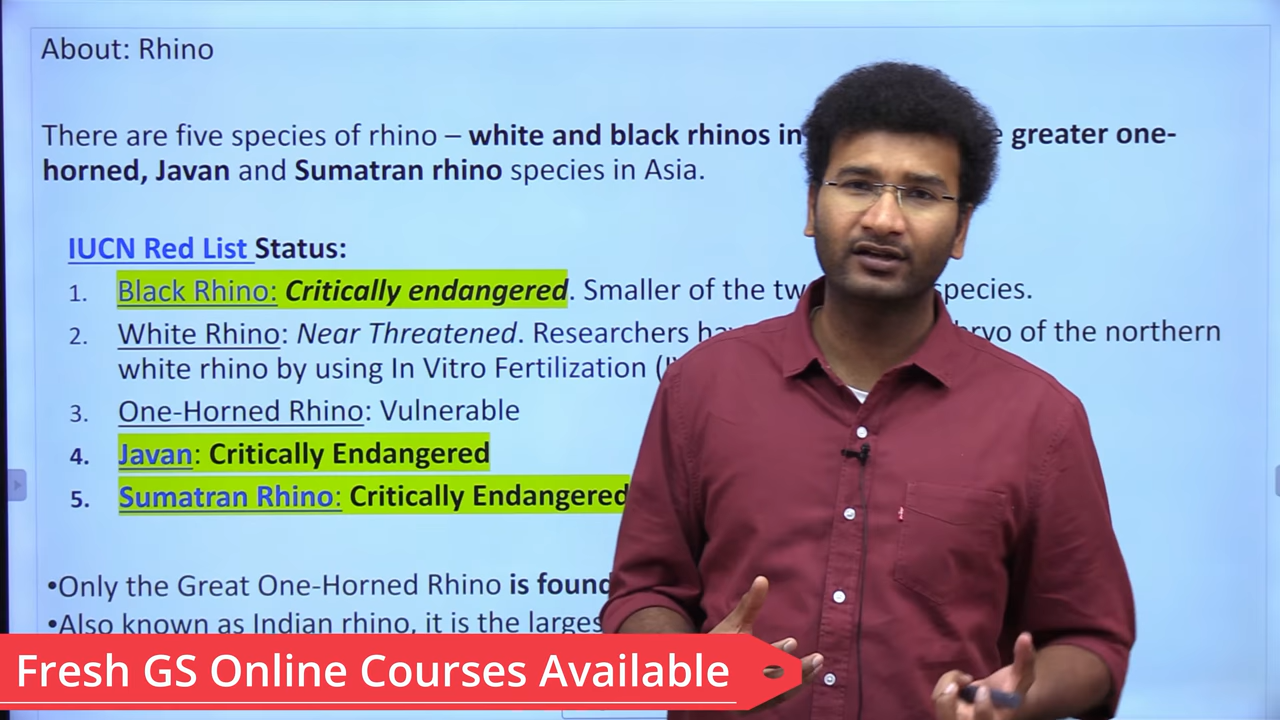 About: Rhino
There are five species of rhino – white and black rhinos in greater one-
horned, Javan and Sumatran rhino species in Asia.
IUCN Red List Status:
1. Black Rhino: Critically endangered. Smaller of the species.
2. White Rhino: Near Threatened. Researchers of the northern
white rhino by using In Vitro Fertilization
3. One-Horned Rhino: Vulnerable
4. Javan: Critically Endangered
5. Sumatran Rhino: Critically Endangered
•Only the Great One-Horned Rhino is found
•Also known as Indian rhino, it is the
Fresh GS Online Courses Available